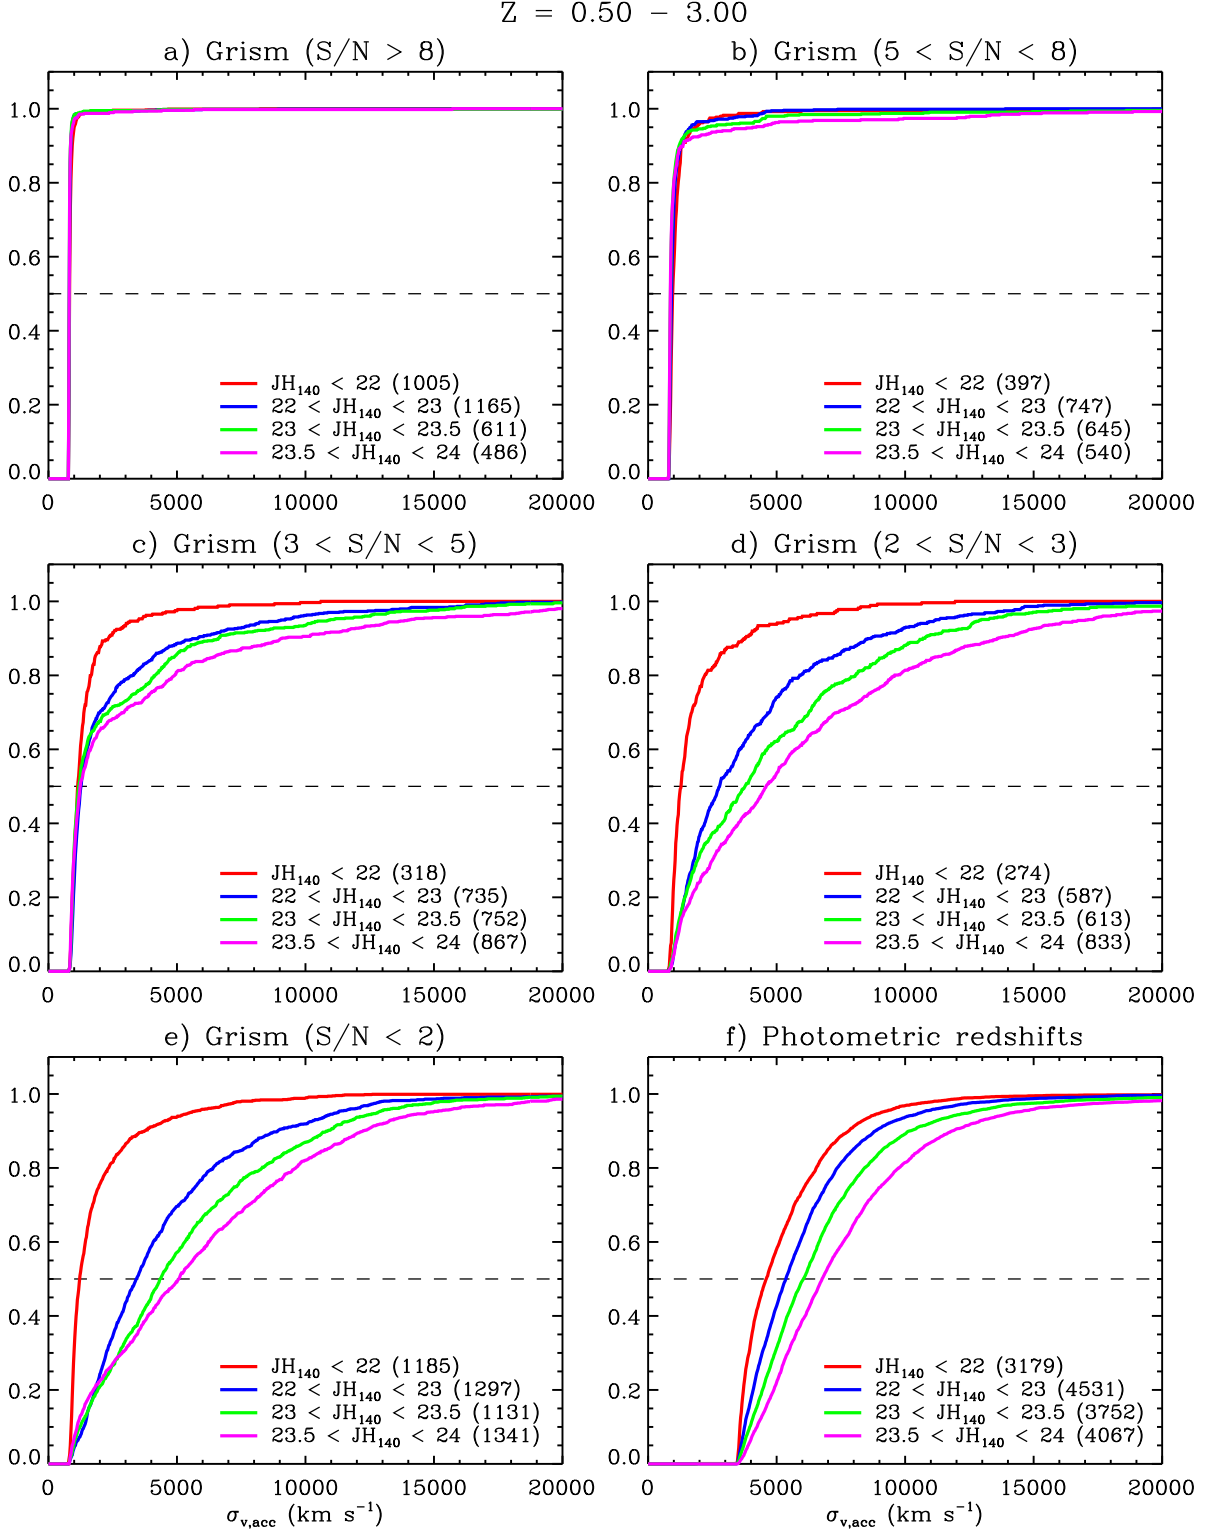 Z = 0.50 − 3.00
a) Grism (S/N > 8)
1.0
0.8
0.6
0.4
0.2
0.0
JH140 < 22 (1005)
22 < JH140 < 23 (1165)
23 < JH140 < 23.5 (611)
23.5 < JH140 < 24 (486)
0 5000 10000 15000 20000
b) Grism (5 < S/N < 8)
1.0
0.8
0.6
0.4
0.2
0.0
JH140 < 22 (397)
22 < JH140 < 23 (747)
23 < JH140 < 23.5 (645)
23.5 < JH140 < 24 (540)
0 5000 10000 15000 20000
c) Grism (3 < S/N < 5)
1.0
0.8
0.6
0.4
0.2
0.0
JH140 < 22 (318)
22 < JH140 < 23 (735)
23 < JH140 < 23.5 (752)
23.5 < JH140 < 24 (867)
0 5000 10000 15000 20000
d) Grism (2 < S/N < 3)
1.0
0.8
0.6
0.4
0.2
0.0
JH140 < 22 (274)
22 < JH140 < 23 (587)
23 < JH140 < 23.5 (613)
23.5 < JH140 < 24 (833)
0 5000 10000 15000 20000
e) Grism (S/N < 2)
1.0
0.8
0.6
0.4
0.2
0.0
JH140 < 22 (1185)
22 < JH140 < 23 (1297)
23 < JH140 < 23.5 (1131)
23.5 < JH140 < 24 (1341)
0 5000 10000 15000 20000
σv,acc (km s−1)
f) Photometric redshifts
1.0
0.8
0.6
0.4
0.2
0.0
JH140 < 22 (3179)
22 < JH140 < 23 (4531)
23 < JH140 < 23.5 (3752)
23.5 < JH140 < 24 (4067)
0 5000 10000 15000 20000
σv,acc (km s−1)